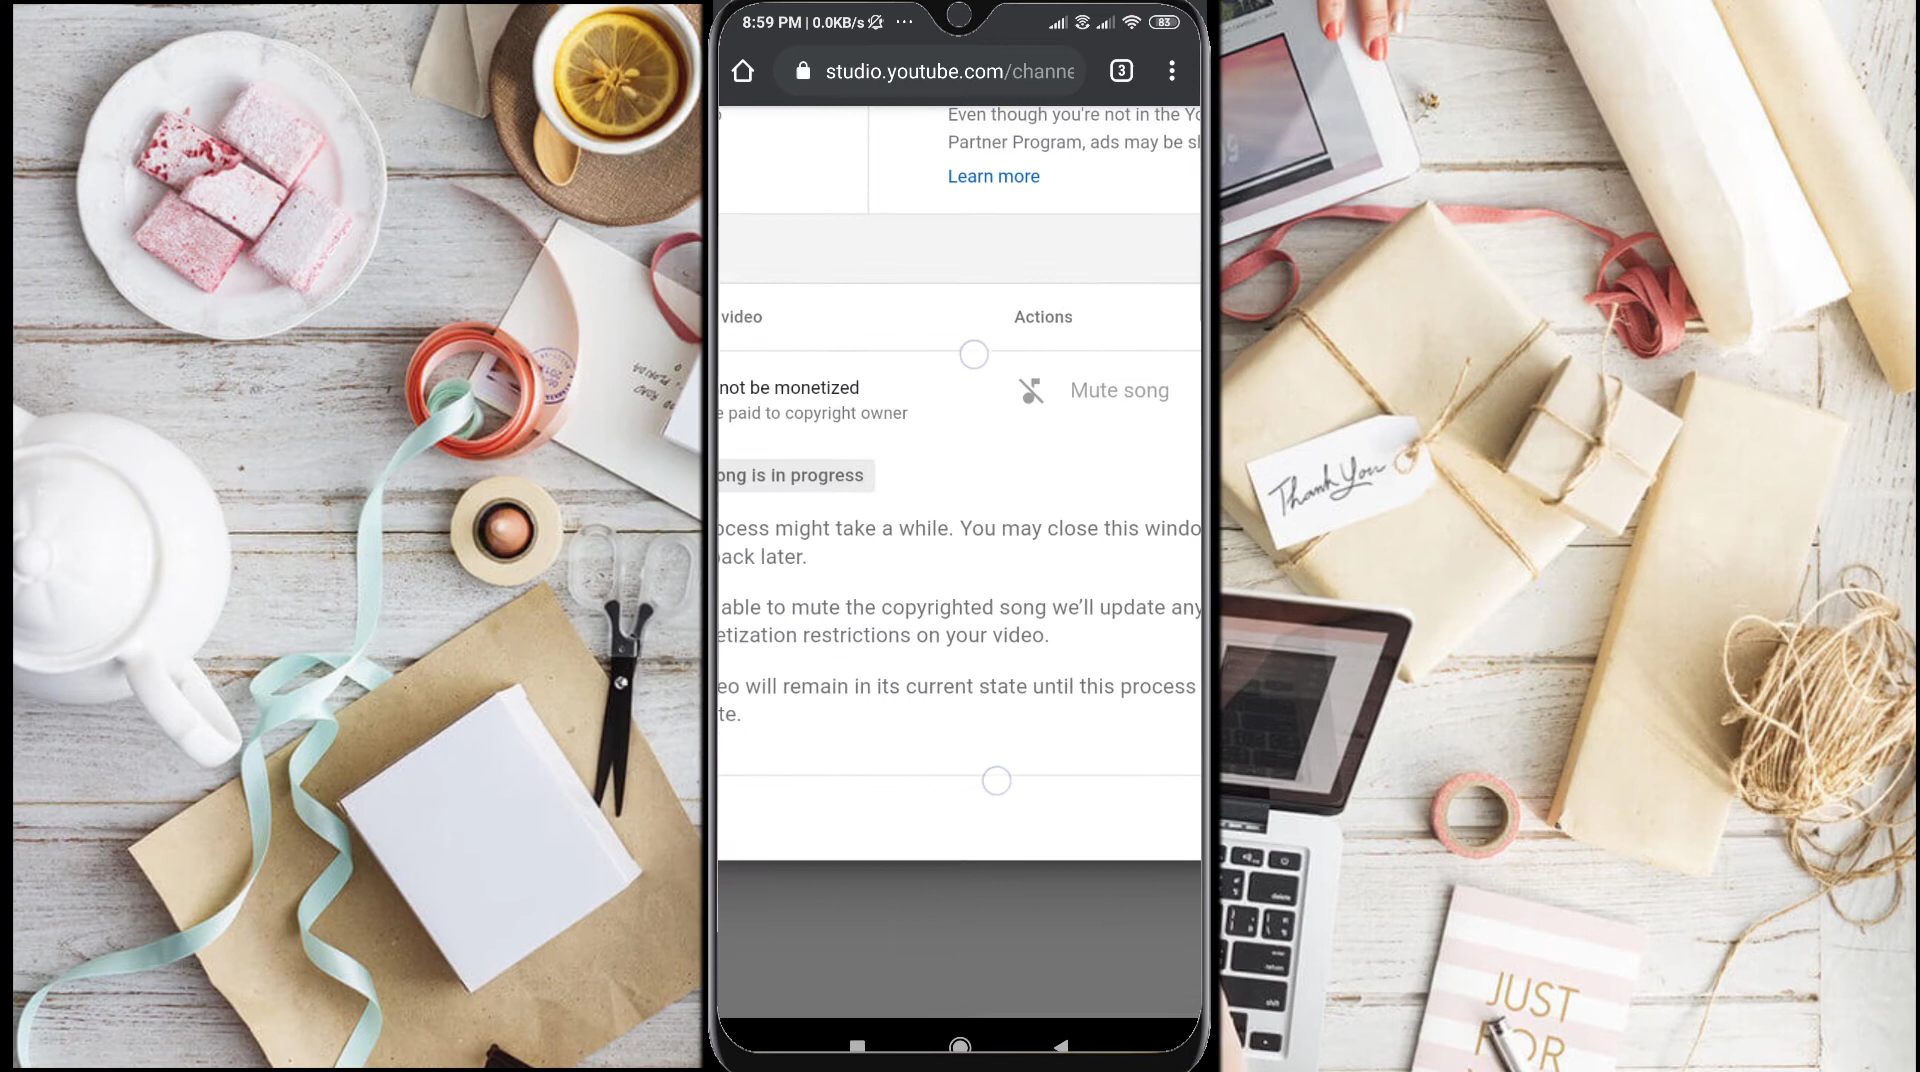 8:59 PM | 0.0KB/s ...
83
studio.youtube.com/channe
3
Even though you're not in the Yo
Partner Program, ads may be sh
Learn more
video
Actions
not be monetized
Mute song
e paid to copyright owner
ong is in progress
ocess might take a while. You may close this windo
back later.
able to mute the copyrighted song we'll update any
etization restrictions on your video.
eo will remain in its current state until this process
te.
Thank You
JUST
FOR